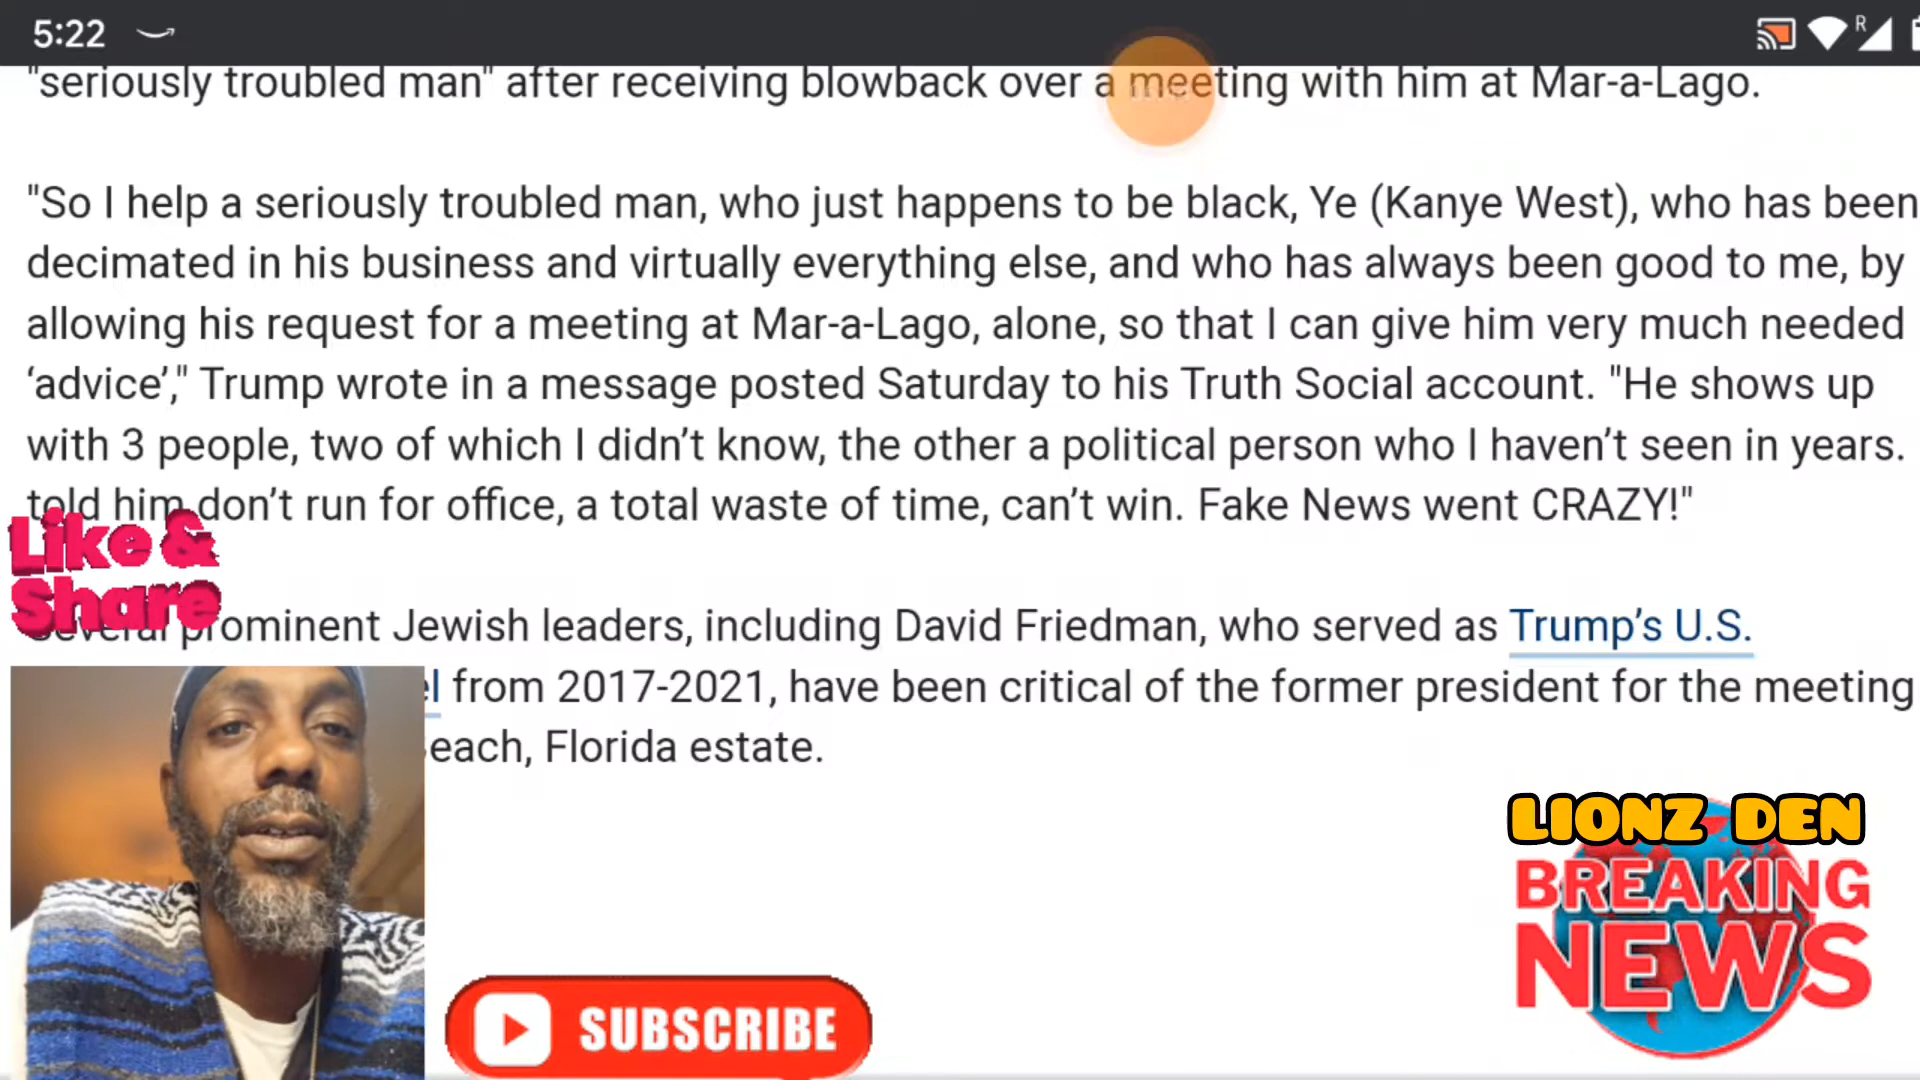 5:22
R
"seriously troubled man" after receiving blowback over a meeting with him at Mar-a-Lago.
"So I help a seriously troubled man, who just happens to be black, Ye (Kanye West), who has been
decimated in his business and virtually everything else, and who has always been good to me, by
allowing his request for a meeting at Mar-a-Lago, alone, so that I can give him very much needed
‘advice’," Trump wrote in a message posted Saturday to his Truth Social account. "He shows up
with 3 people, two of which I didn’t know, the other a political person who I haven’t seen in years.
told him don’t run for office, a total waste of time, can’t win. Fake News went CRAZY!"
Like &
Share
Several prominent Jewish leaders, including David Friedman, who served as Trump’s U.S.
el from 2017-2021, have been critical of the former president for the meeting
each, Florida estate.
LIONZ DEN
BREAKING
NEWS
SUBSCRIBE